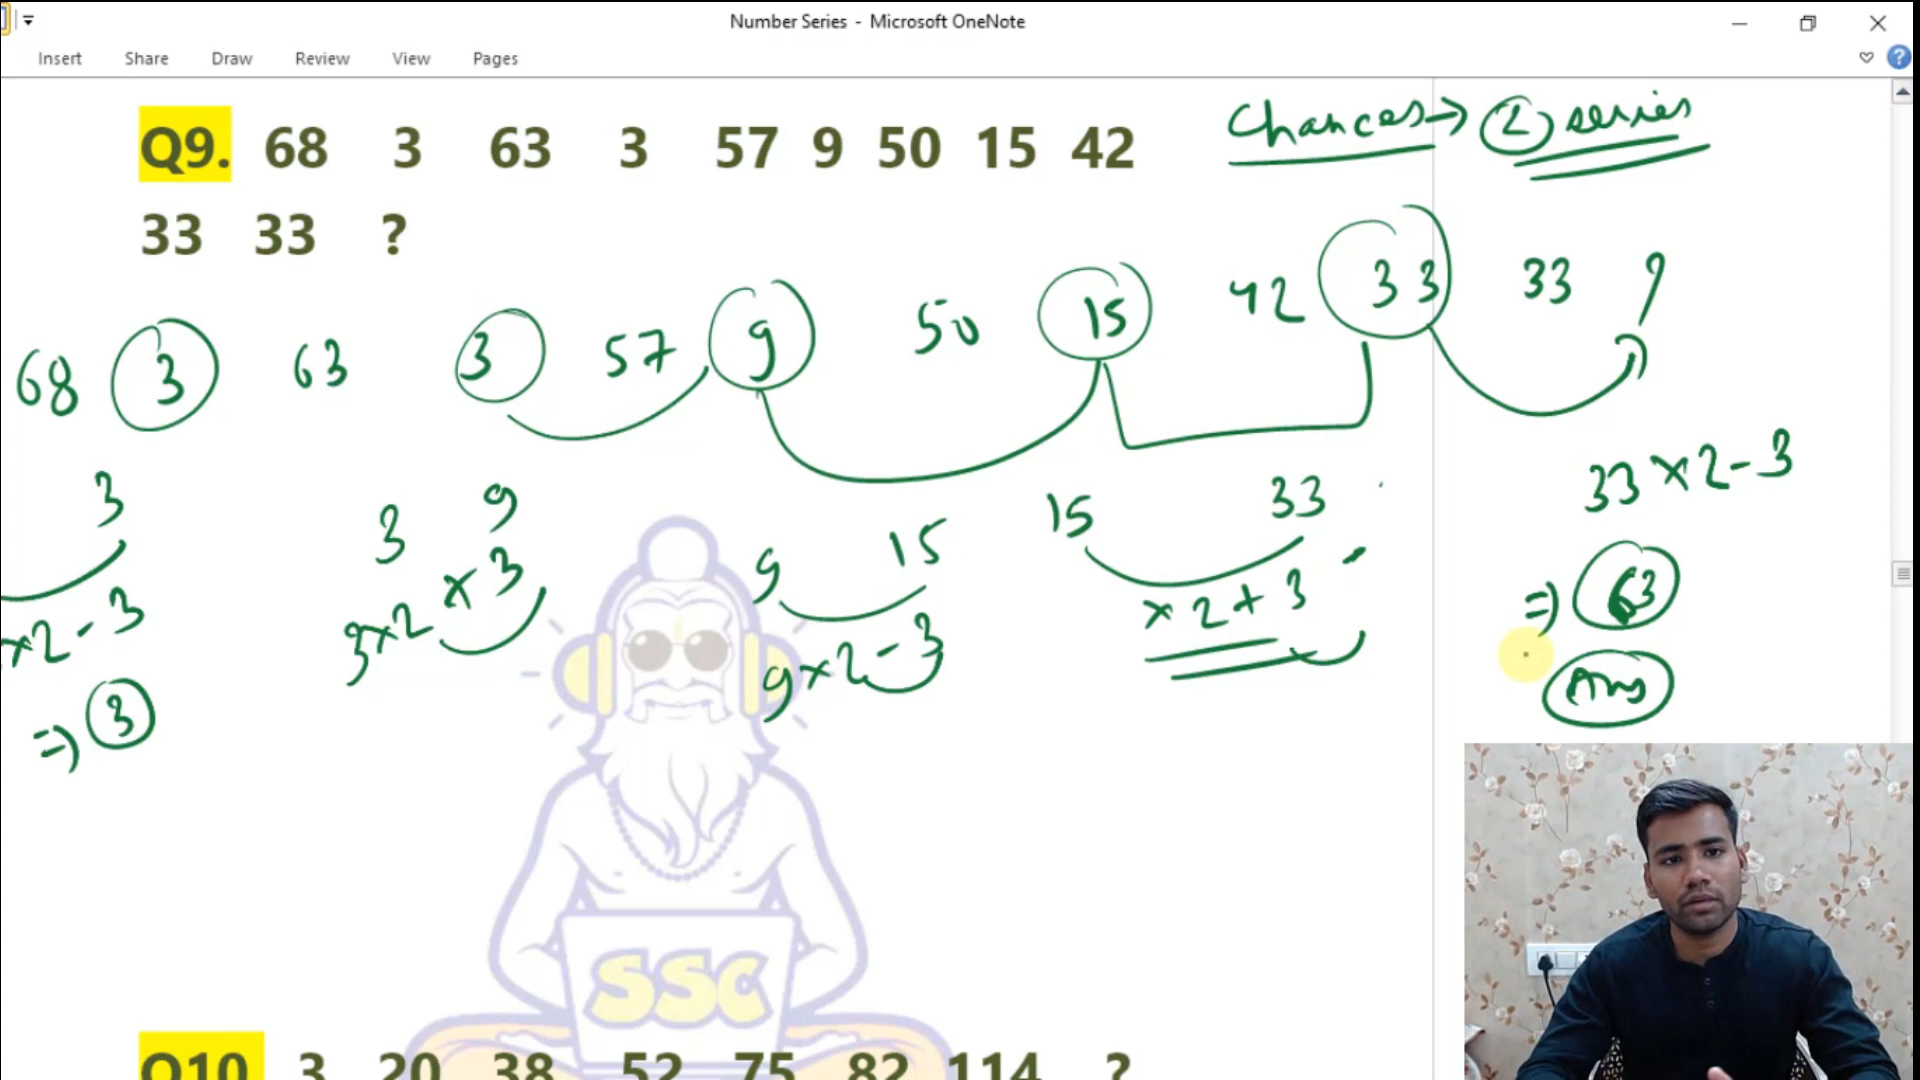 Number Series - Microsoft OneNote
Insert Share Draw Review View Pages
Q9. 68 3 63 3 57 9 50 15 42
33 33 ?
Chances → 2 series
68 3 63 3 57 9 50 15 42 33 33 ?
3
×2-3
⇒ 3
3 9
3×2 × 3
9 15
9×2-3
15 33
×2+3
33×2-3
⇒ 63
Ans
SSC
Q10 3 20 38 52 75 82 114 ?